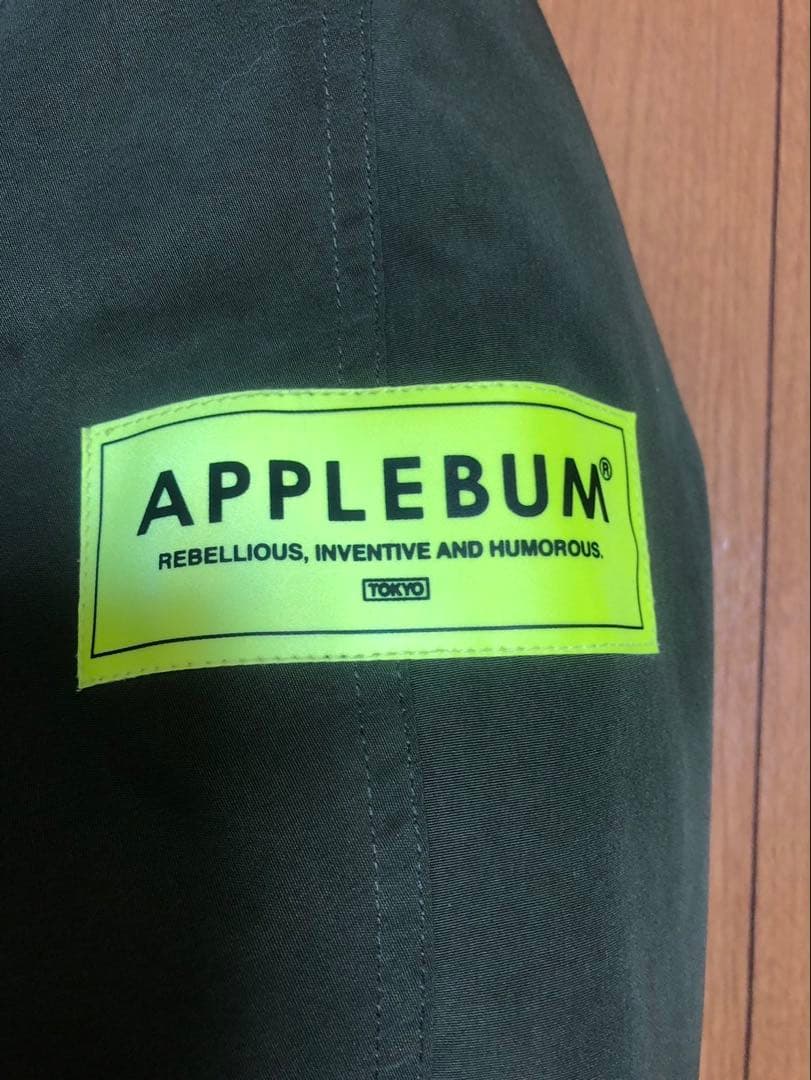 APPLEBUM®
REBELLIOUS, INVENTIVE AND HUMOROUS.
TOKYO